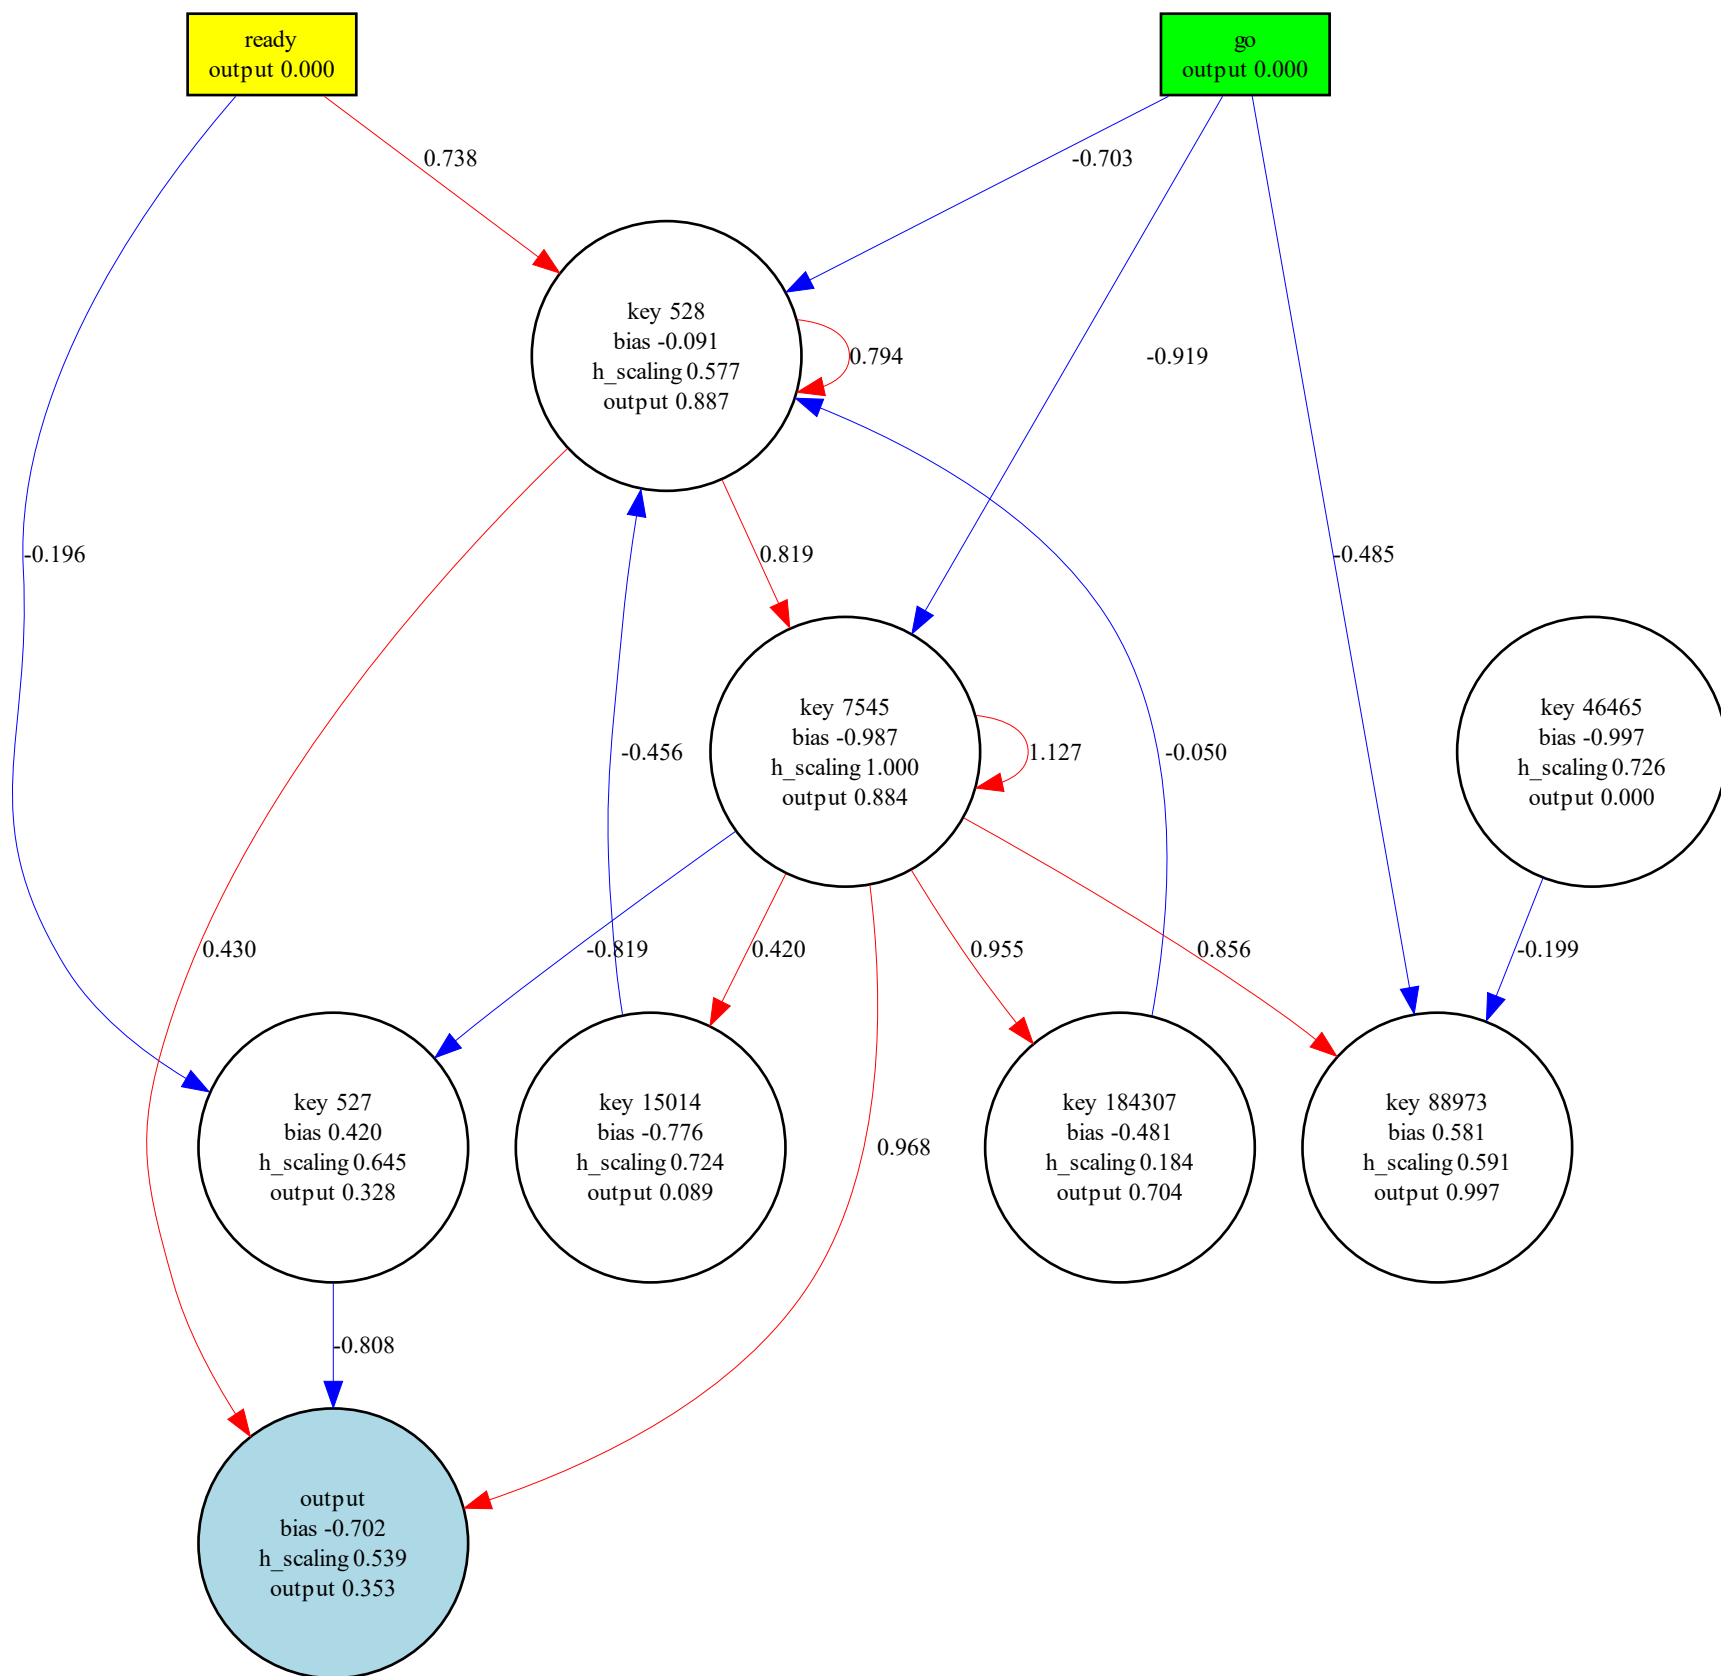 ready
output 0.000
go
output 0.000
0.738
-0.703
key 528
bias -0.091
h_scaling 0.577
output 0.887
0.794
-0.919
-0.196
0.819
-0.485
key 7545
bias -0.987
h_scaling 1.000
output 0.884
1.127
-0.456
-0.050
key 46465
bias -0.997
h_scaling 0.726
output 0.000
0.430
-0.819
0.420
0.955
0.856
-0.199
key 527
bias 0.420
h_scaling 0.645
output 0.328
key 15014
bias -0.776
h_scaling 0.724
output 0.089
0.968
key 184307
bias -0.481
h_scaling 0.184
output 0.704
key 88973
bias 0.581
h_scaling 0.591
output 0.997
-0.808
output
bias -0.702
h_scaling 0.539
output 0.353